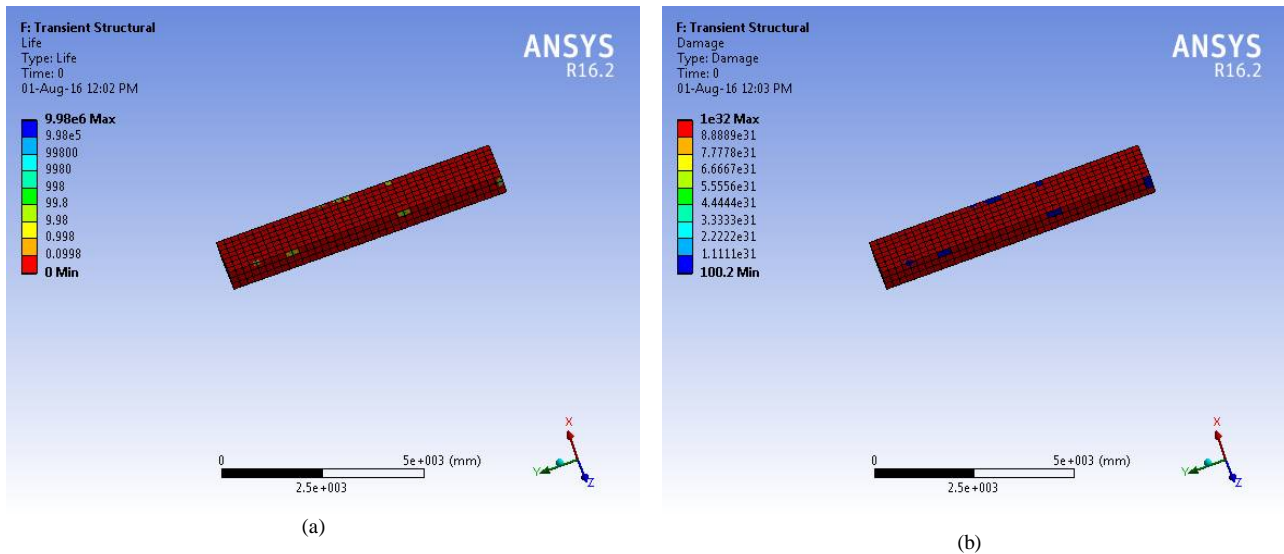 F: Transient Structural
Life
Type: Life
Time: 0
01-Aug-16 12:02 PM
ANSYS
R16.2
9.98e6 Max
9.98e5
99800
9980
998
99.8
9.98
0.998
0.0998
0 Min
X
Y
Z
0
5e+003 (mm)
2.5e+003
(a)
F: Transient Structural
Damage
Type: Damage
Time: 0
01-Aug-16 12:03 PM
ANSYS
R16.2
1e32 Max
8.8889e31
7.7778e31
6.6667e31
5.5556e31
4.4444e31
3.3333e31
2.2222e31
1.1111e31
100.2 Min
X
Y
Z
0
5e+003 (mm)
2.5e+003
(b)